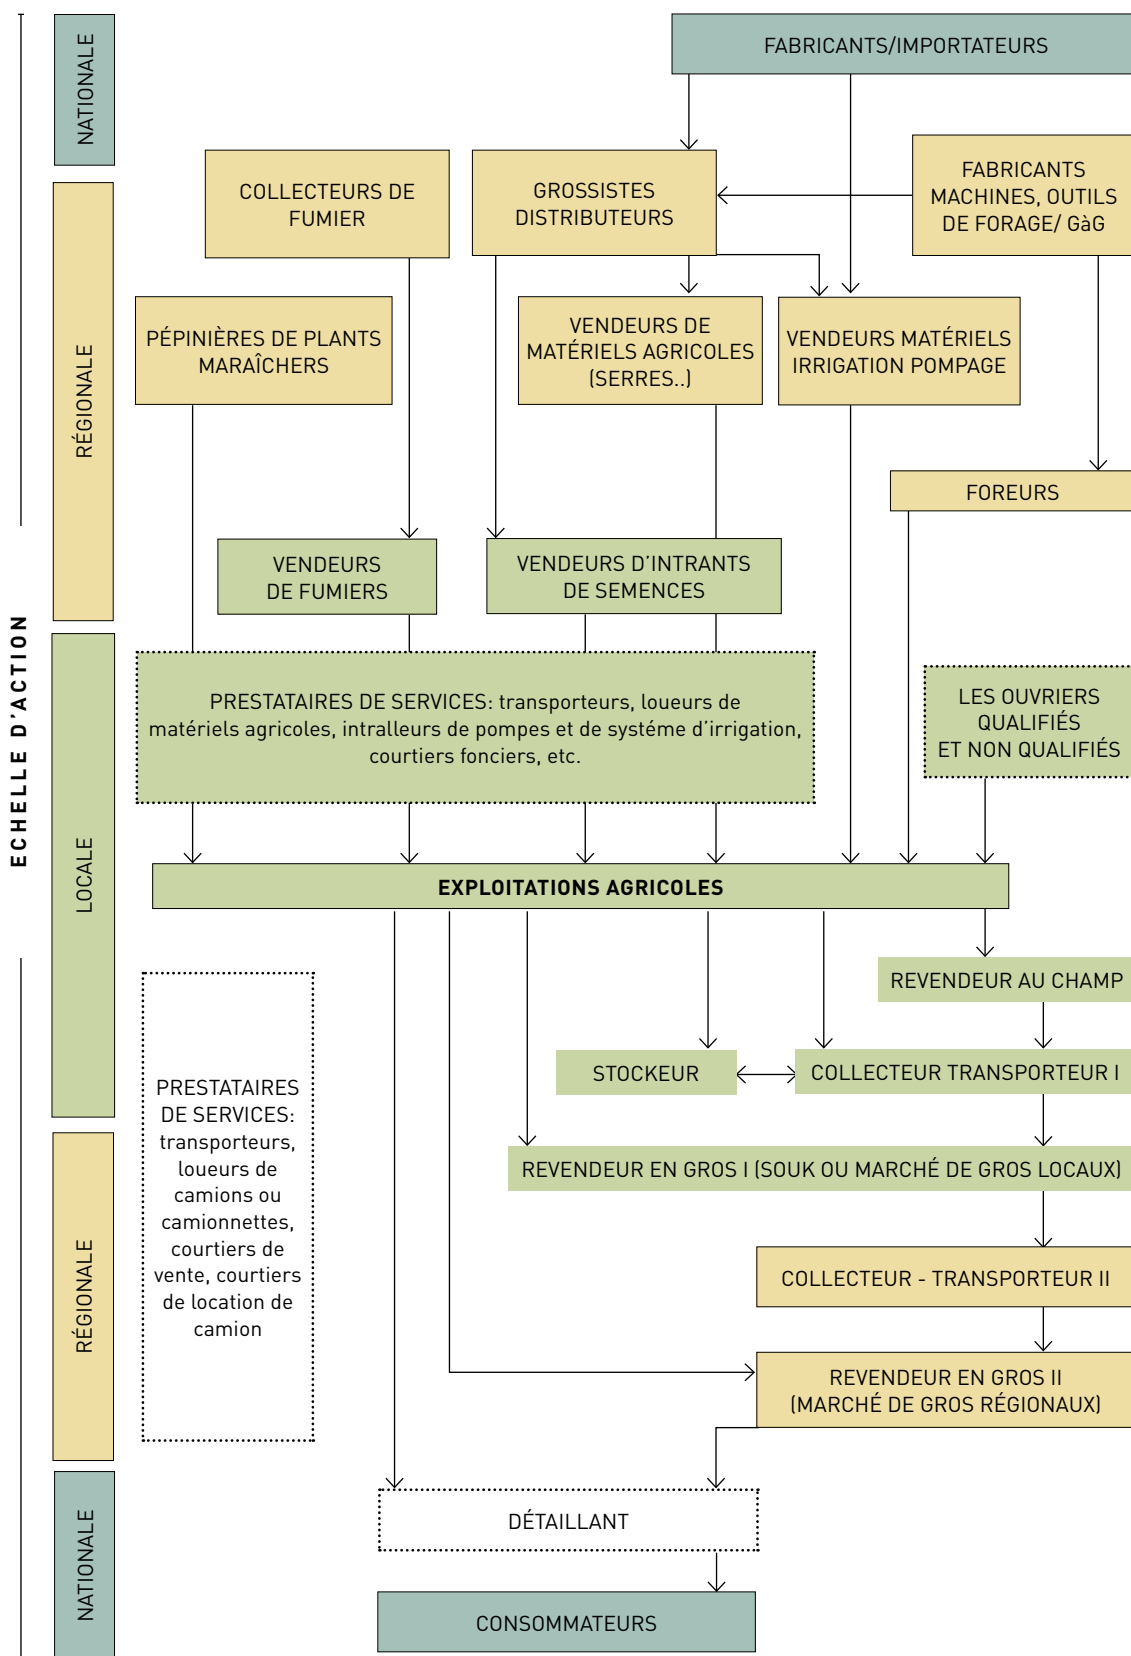 ECHELLE D'ACTION
NATIONALE
RÉGIONALE
LOCALE
RÉGIONALE
NATIONALE
FABRICANTS/IMPORTATEURS
COLLECTEURS DE
FUMIER
GROSSISTES
DISTRIBUTEURS
FABRICANTS
MACHINES, OUTILS
DE FORAGE/ GàG
PÉPINIÈRES DE PLANTS
MARAÎCHERS
VENDEURS DE
MATÉRIELS AGRICOLES
(SERRES..)
VENDEURS MATÉRIELS
IRRIGATION POMPAGE
FOREURS
VENDEURS
DE FUMIERS
VENDEURS D'INTRANTS
DE SEMENCES
PRESTATAIRES DE SERVICES: transporteurs, loueurs de
matériels agricoles, intralleurs de pompes et de systéme d'irrigation,
courtiers fonciers, etc.
LES OUVRIERS
QUALIFIÉS
ET NON QUALIFIÉS
EXPLOITATIONS AGRICOLES
REVENDEUR AU CHAMP
STOCKEUR
COLLECTEUR TRANSPORTEUR I
PRESTATAIRES
DE SERVICES:
transporteurs,
loueurs de
camions ou
camionnettes,
courtiers de
vente, courtiers
de location de
camion
REVENDEUR EN GROS I (SOUK OU MARCHÉ DE GROS LOCAUX)
COLLECTEUR - TRANSPORTEUR II
REVENDEUR EN GROS II
(MARCHÉ DE GROS RÉGIONAUX)
DÉTAILLANT
CONSOMMATEURS